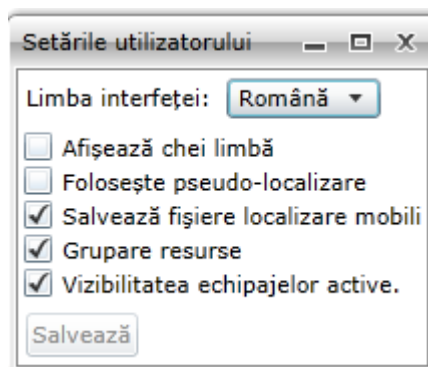 Setările utilizatorului
Limba interfeței: Română
Afișează chei limbă
Folosește pseudo-localizare
Salvează fișiere localizare mobili
Grupare resurse
Vizibilitatea echipajelor active.
Salvează